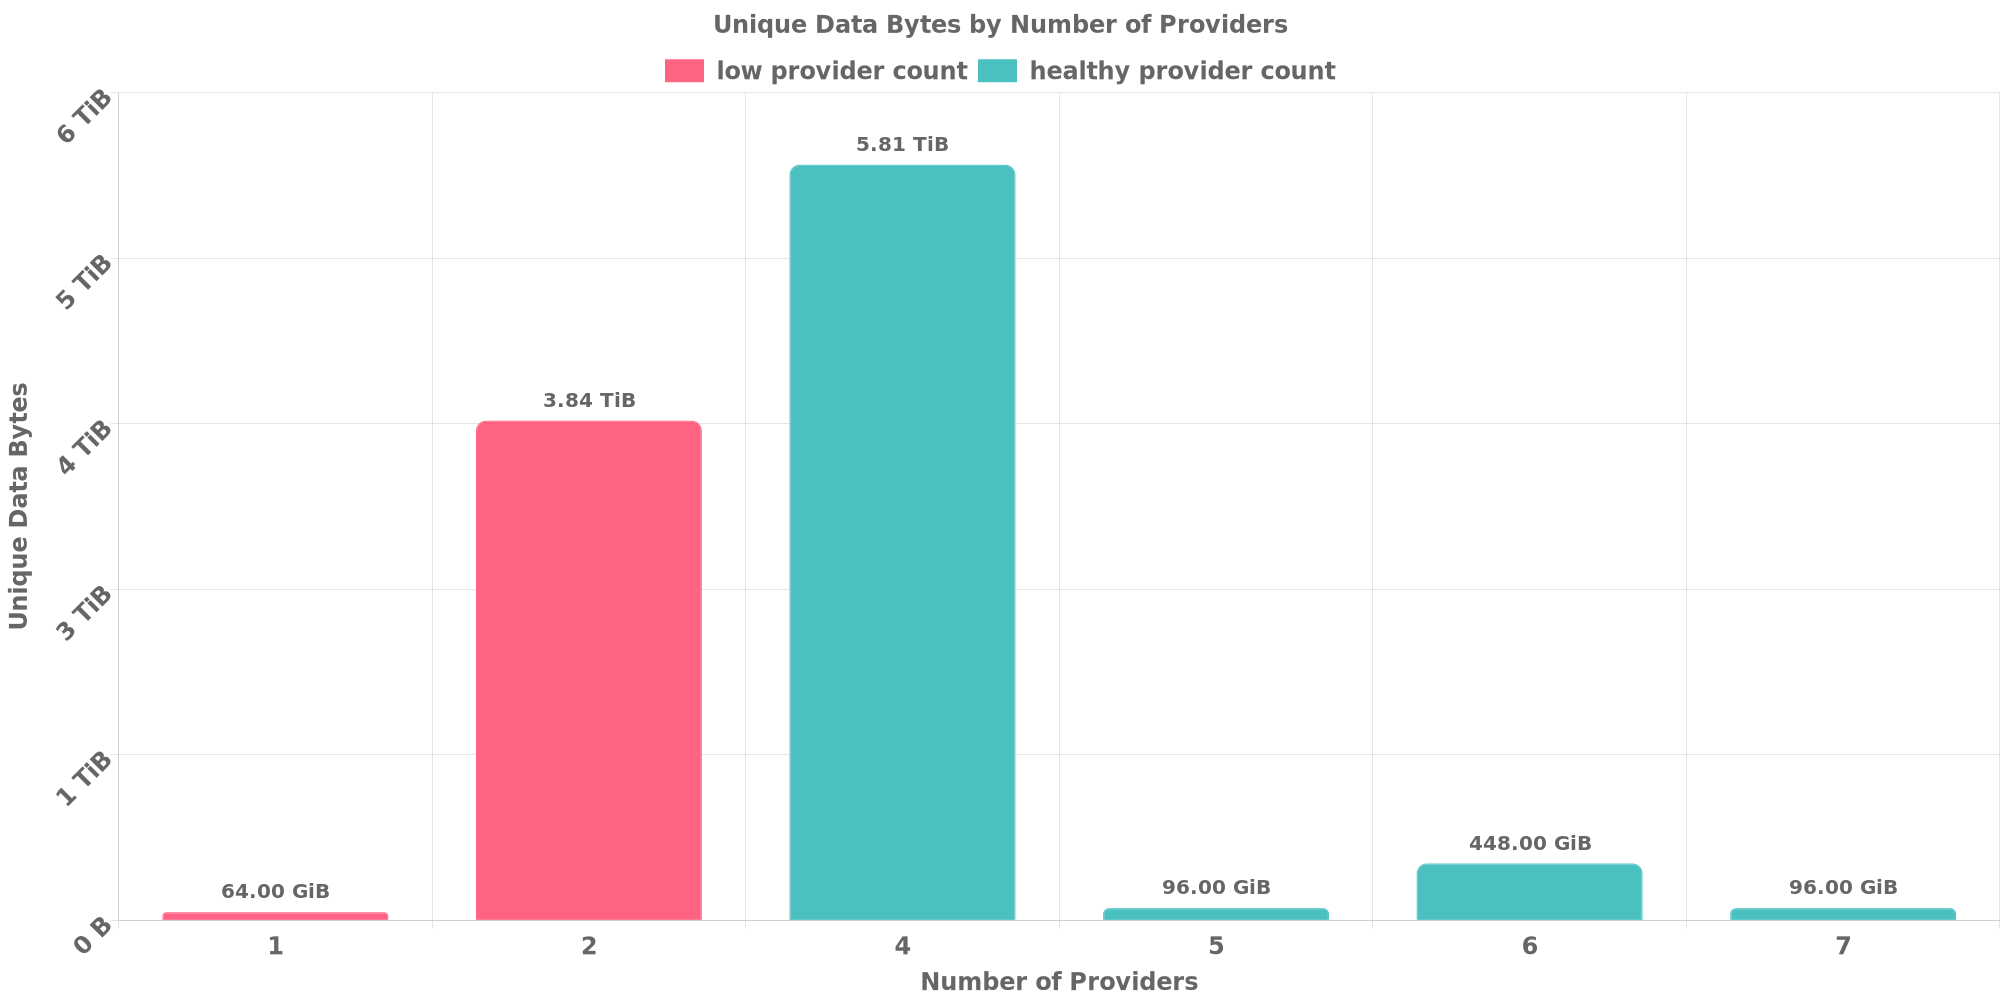 Unique Data Bytes by Number of Providers
low provider count
healthy provider count
6 TiB
5 TiB
4 TiB
3 TiB
1 TiB
0 B
Unique Data Bytes
64.00 GiB
3.84 TiB
5.81 TiB
96.00 GiB
448.00 GiB
96.00 GiB
1
2
4
5
6
7
Number of Providers